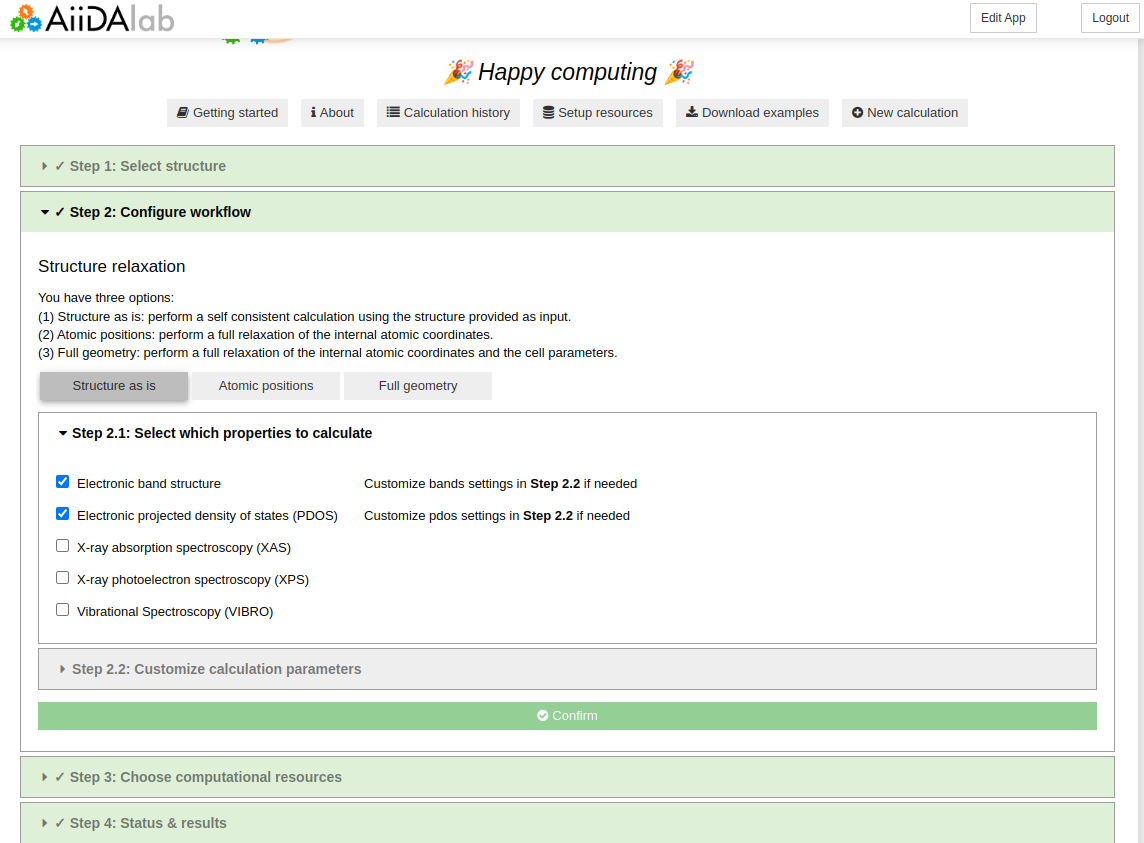 AiiDAlab
Edit App
Logout
Happy computing
Getting started
About
Calculation history
Setup resources
Download examples
New calculation
✓ Step 1: Select structure
✓ Step 2: Configure workflow
Structure relaxation
You have three options:
(1) Structure as is: perform a self consistent calculation using the structure provided as input.
(2) Atomic positions: perform a full relaxation of the internal atomic coordinates.
(3) Full geometry: perform a full relaxation of the internal atomic coordinates and the cell parameters.
Structure as is
Atomic positions
Full geometry
Step 2.1: Select which properties to calculate
Electronic band structure
Customize bands settings in Step 2.2 if needed
Electronic projected density of states (PDOS)
Customize pdos settings in Step 2.2 if needed
X-ray absorption spectroscopy (XAS)
X-ray photoelectron spectroscopy (XPS)
Vibrational Spectroscopy (VIBRO)
Step 2.2: Customize calculation parameters
Confirm
✓ Step 3: Choose computational resources
✓ Step 4: Status & results